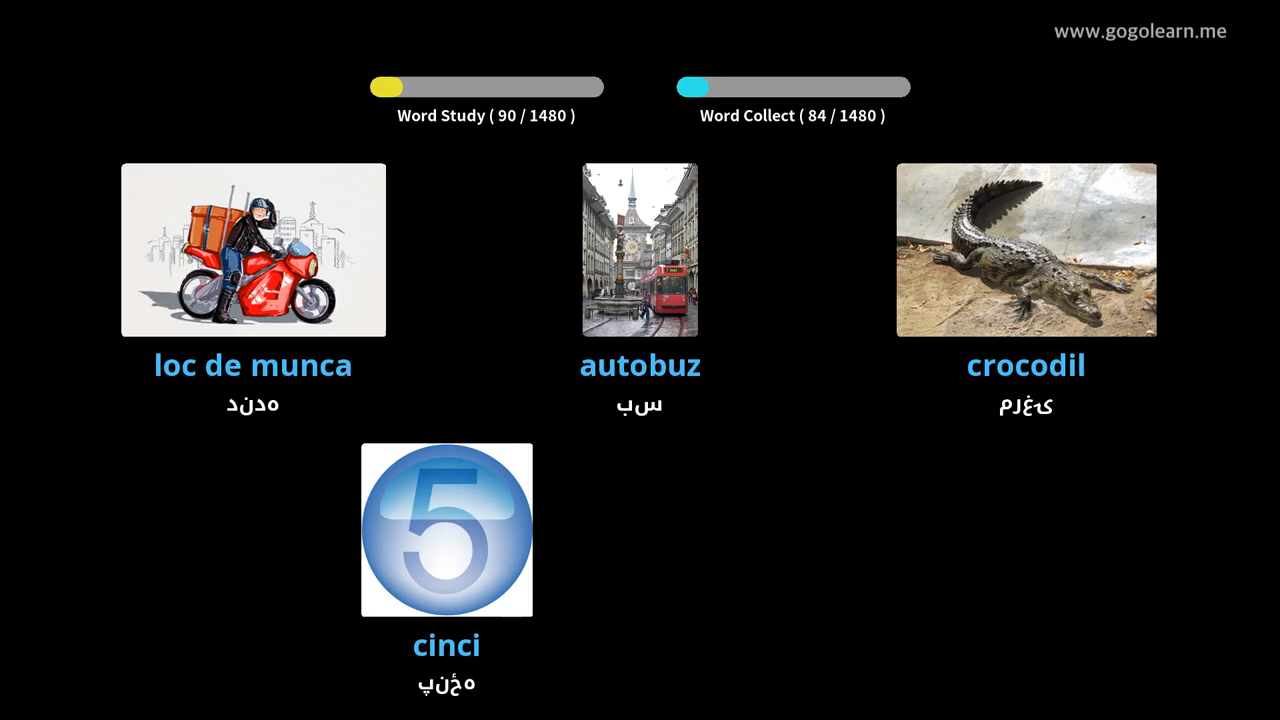 www.gogolearn.me
Word Study ( 90 / 1480 )
Word Collect ( 84 / 1480 )
loc de munca
autobuz
crocodil
دنده
بس
مرغی
cinci
پنځه